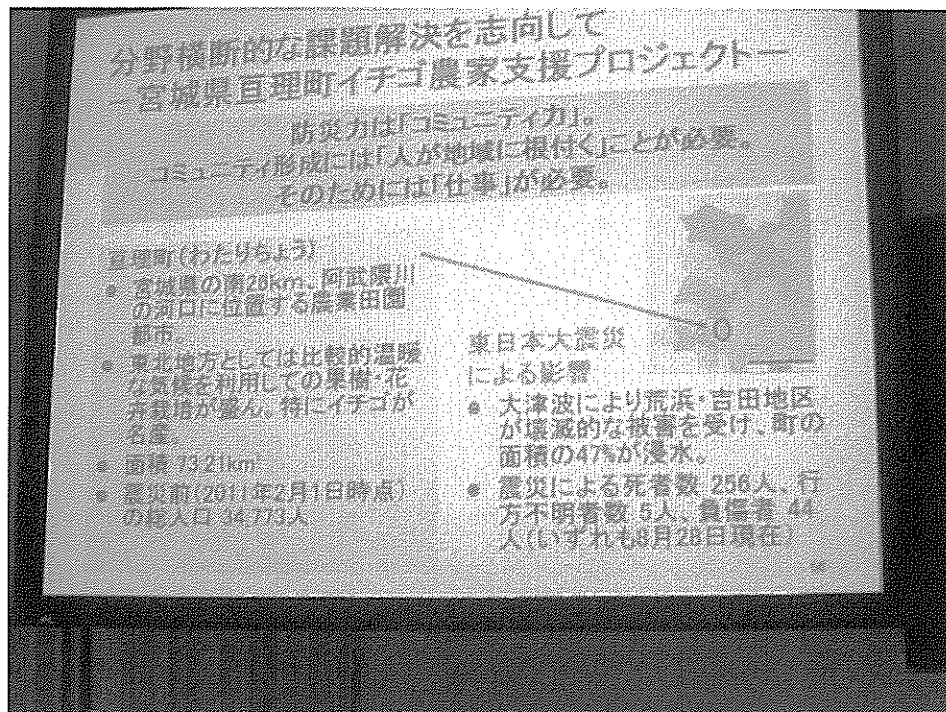 分野横断的な課題解決を志向して
－宮城県亘理町イチゴ農家支援プロジェクト－
防災力は「コミュニティ力」。
コミュニティ形成には「人が地域に根付く」ことが必要。
そのためには「仕事」が必要。
亘理町(わたりちょう)
● 宮城県の南26km、阿武隈川
の河口に位置する農業田園
都市。
● 東北地方としては比較的温暖
な気候を利用しての果樹・花
卉栽培が盛ん。特にイチゴが
名産。
● 面積 73.21km²
● 震災前(2011年2月1日時点)
の総人口 34,773人
東日本大震災
による影響
● 大津波により荒浜・吉田地区
が壊滅的な被害を受け、町の
面積の47%が浸水。
● 震災による死者数 256人、行
方不明者数 5人、負傷者 44
人(いずれも8月28日現在)